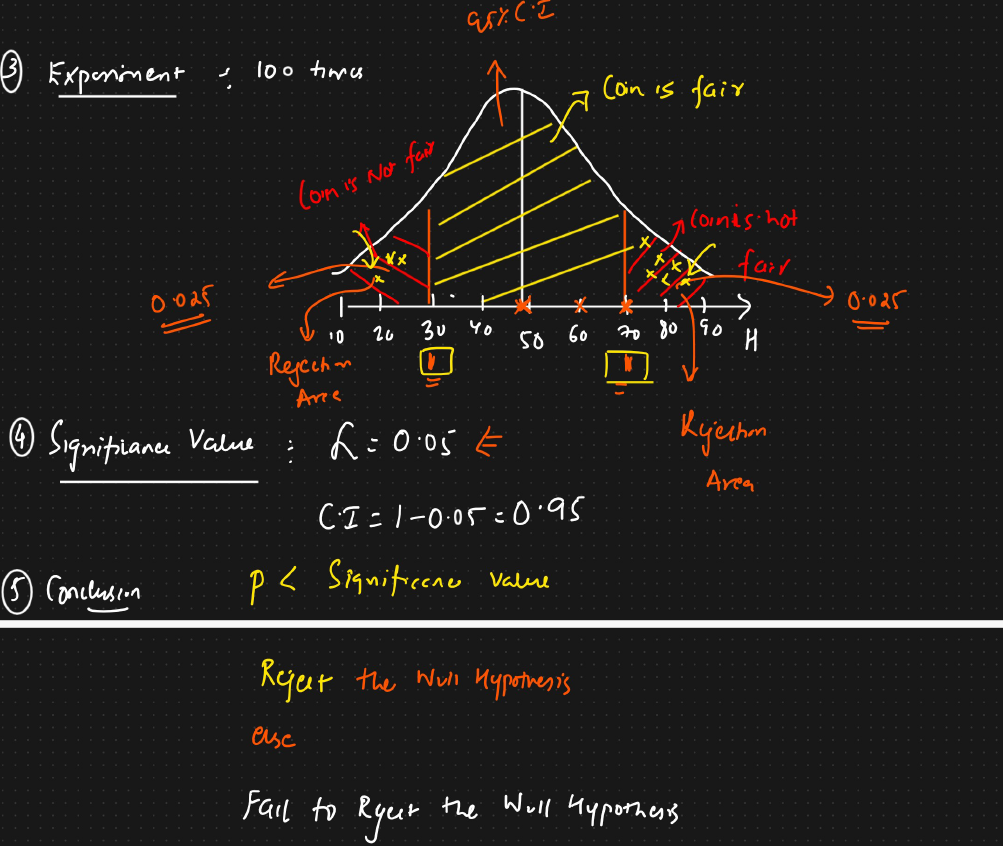 95% C.I
③ Experiment : 100 times
Coin is fair
Coin is Not fair
Coin is not
fair
0.025
0.025
10 20 30 40 50 60 70 80 90 H
Rejection
Area
Rejection
Area
④ Significance Value : α = 0.05
C.I = 1 - 0.05 = 0.95
⑤ Conclusion p < Significance value
Reject the Null Hypothesis
else
Fail to Reject the Null Hypothesis